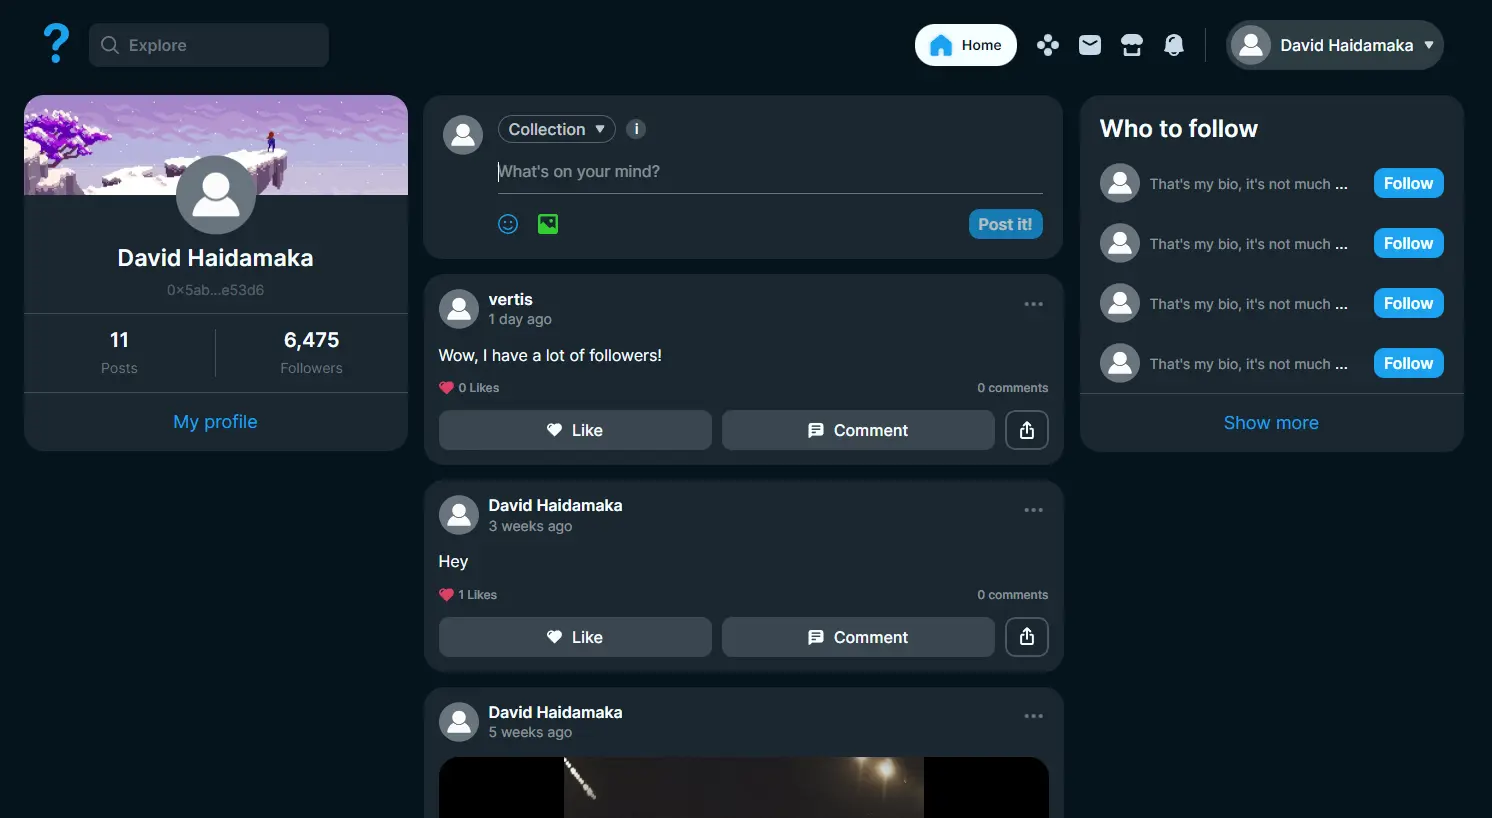 ?
Explore
Home
David Haidamaka
David Haidamaka
0x5ab...e53d6
11
6,475
Posts
Followers
My profile
Collection
i
What's on your mind?
Post it!
vertis
1 day ago
Wow, I have a lot of followers!
0 Likes
0 comments
Like
Comment
David Haidamaka
3 weeks ago
Hey
1 Likes
0 comments
Like
Comment
David Haidamaka
5 weeks ago
Who to follow
That's my bio, it's not much ...
Follow
That's my bio, it's not much ...
Follow
That's my bio, it's not much ...
Follow
That's my bio, it's not much ...
Follow
Show more